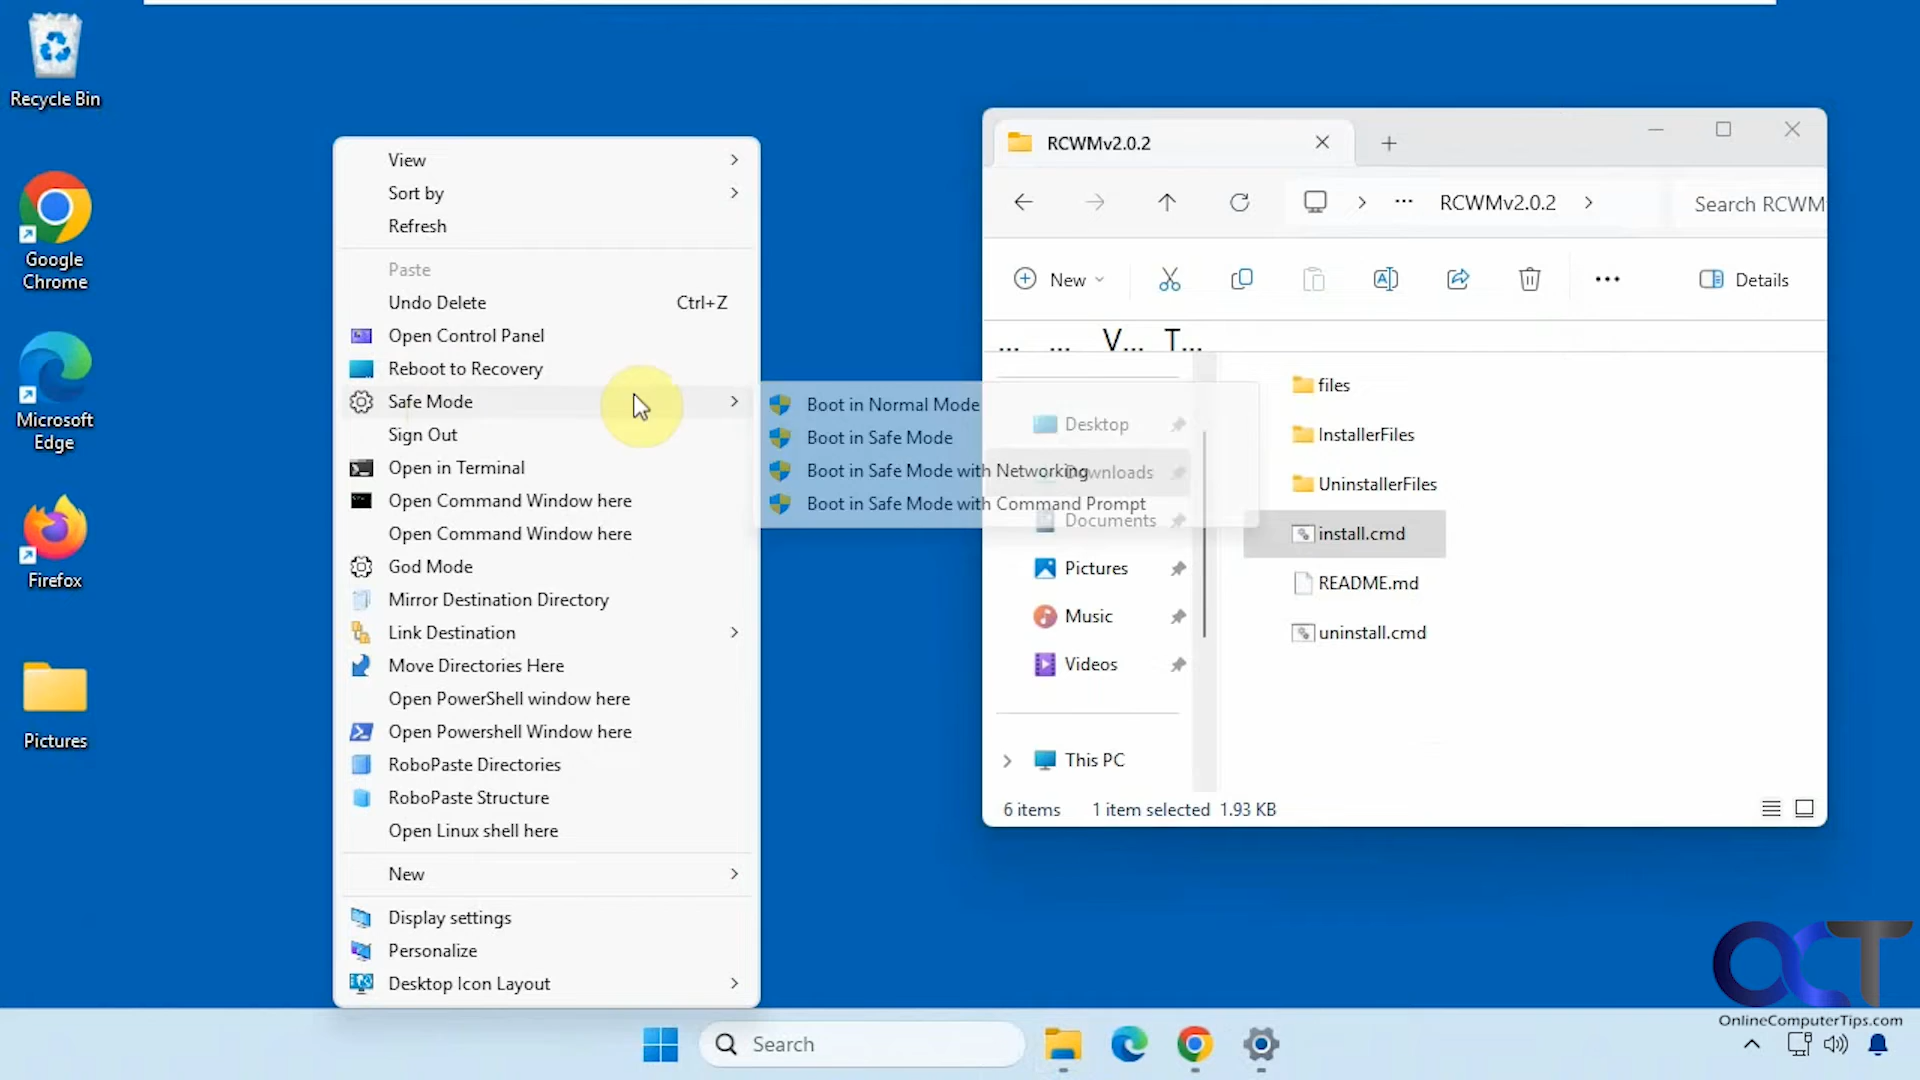 Recycle Bin
Google
Chrome
Microsoft
Edge
Firefox
Pictures
View
Sort by
Refresh
Paste
Undo Delete Ctrl+Z
Open Control Panel
Reboot to Recovery
Safe Mode
Sign Out
Open in Terminal
Open Command Window here
Open Command Window here
God Mode
Mirror Destination Directory
Link Destination
Move Directories Here
Open PowerShell window here
Open Powershell Window here
RoboPaste Directories
RoboPaste Structure
Open Linux shell here
New
Display settings
Personalize
Desktop Icon Layout
Boot in Normal Mode
Boot in Safe Mode
Boot in Safe Mode with Networking
Boot in Safe Mode with Command Prompt
RCWMv2.0.2
... RCWMv2.0.2
Search RCWM
New
Details
... ... V... T...
Desktop
Downloads
Documents
Pictures
Music
Videos
This PC
files
InstallerFiles
UninstallerFiles
install.cmd
README.md
uninstall.cmd
6 items 1 item selected 1.93 KB
OCT
OnlineComputerTips.com
Search